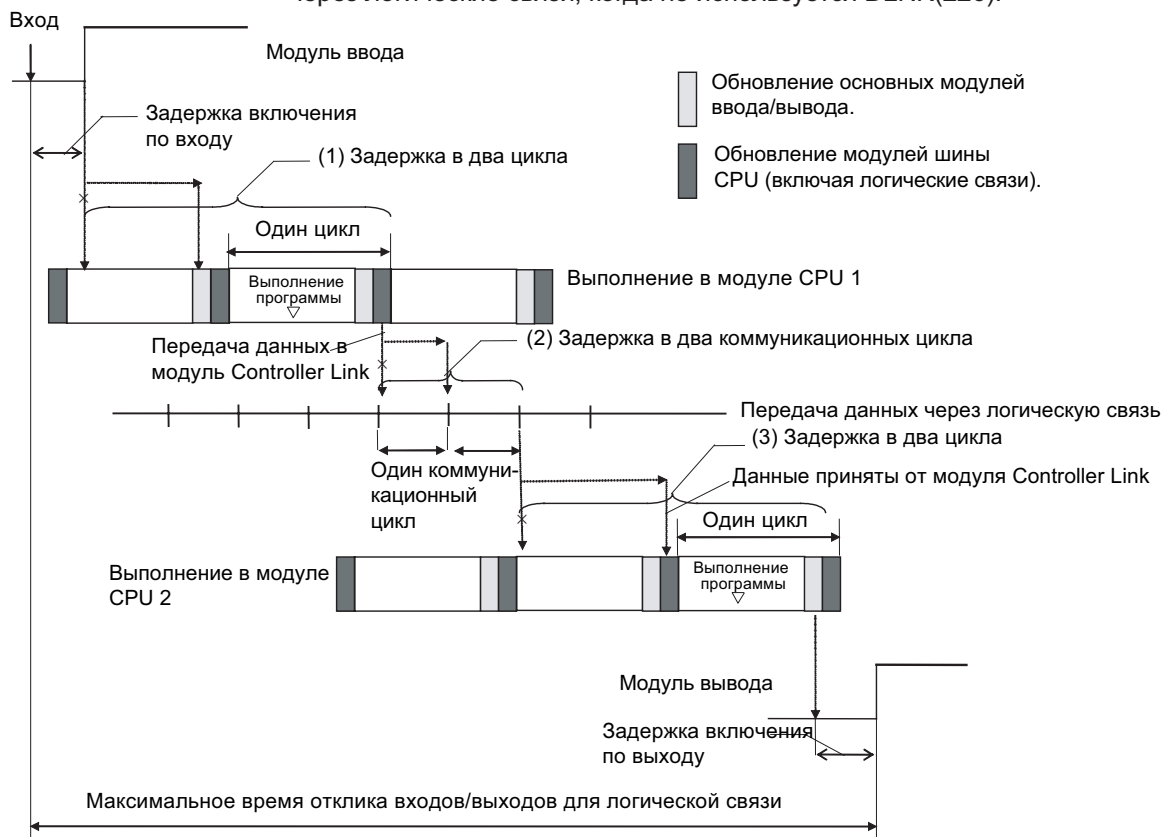 Вход
Модуль ввода
Обновление основных модулей
ввода/вывода.
Задержка включения
по входу
(1) Задержка в два цикла
Обновление модулей шины
CPU (включая логические связи).
Один цикл
Выполнение
программы
Выполнение в модуле CPU 1
Передача данных в
модуль Controller Link
(2) Задержка в два коммуникационных цикла
Передача данных через логическую связь
(3) Задержка в два цикла
Один коммуни-
кационный
цикл
Данные приняты от модуля Controller Link
Один цикл
Выполнение в модуле
CPU 2
Выполнение
программы
Модуль вывода
Задержка включения
по выходу
Максимальное время отклика входов/выходов для логической связи